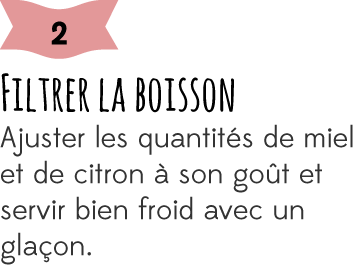 2
FILTRER LA BOISSON
Ajuster les quantités de miel
et de citron à son goût et
servir bien froid avec un
glaçon.